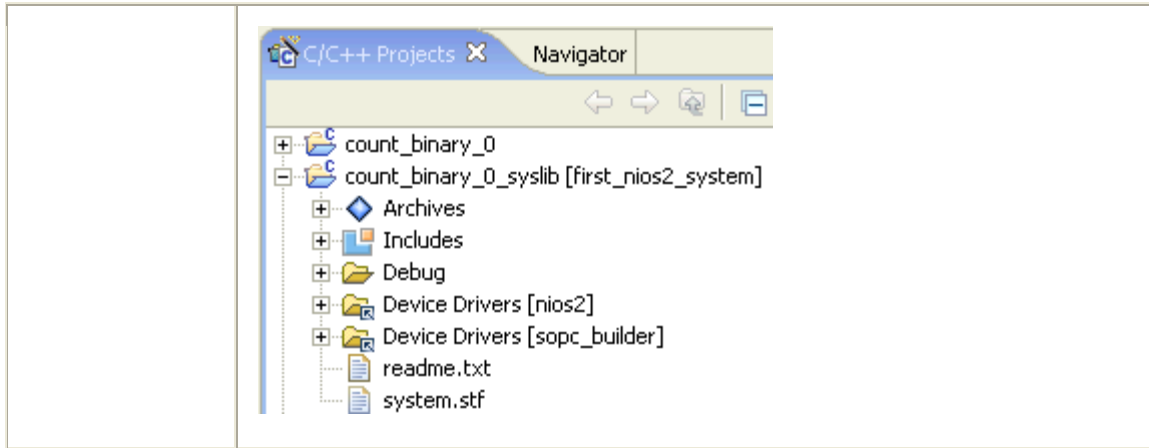 C/C++ Projects Navigator
count_binary_0
count_binary_0_syslib [first_nios2_system]
Archives
Includes
Debug
Device Drivers [nios2]
Device Drivers [sopc_builder]
readme.txt
system.stf